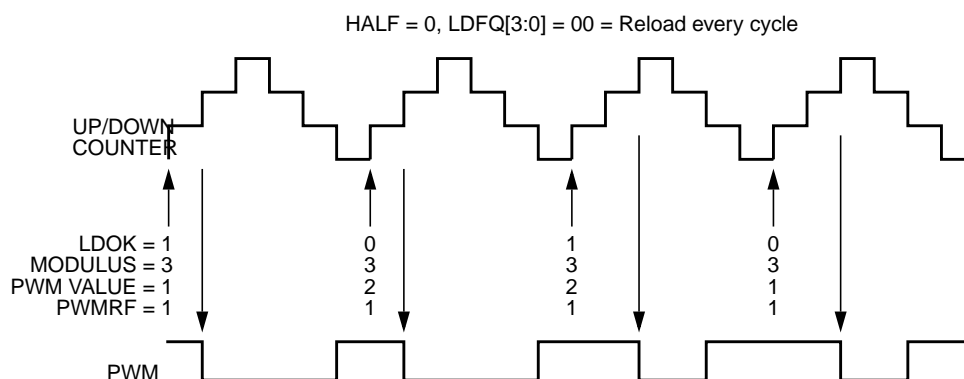 HALF = 0, LDFQ[3:0] = 00 = Reload every cycle
UP/DOWN
COUNTER
LDOK = 1 0 1 0
MODULUS = 3 3 3 3
PWM VALUE = 1 2 2 1
PWMRF = 1 1 1 1
PWM